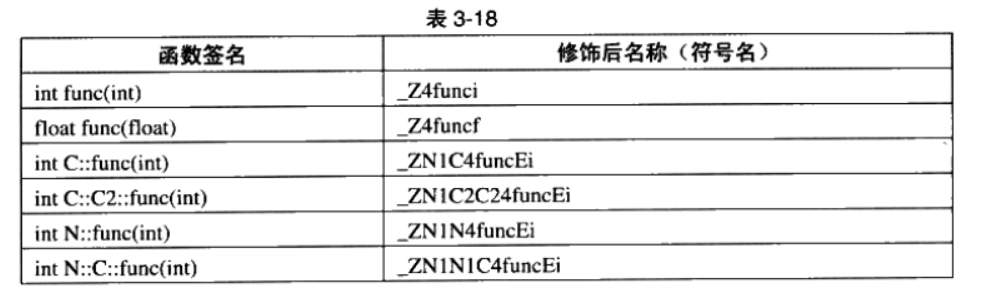 表 3-18
函数签名 修饰后名称（符号名）
int func(int) _Z4funci
float func(float) _Z4funcf
int C::func(int) _ZN1C4funcEi
int C::C2::func(int) _ZN1C2C24funcEi
int N::func(int) _ZN1N4funcEi
int N::C::func(int) _ZN1N1C4funcEi